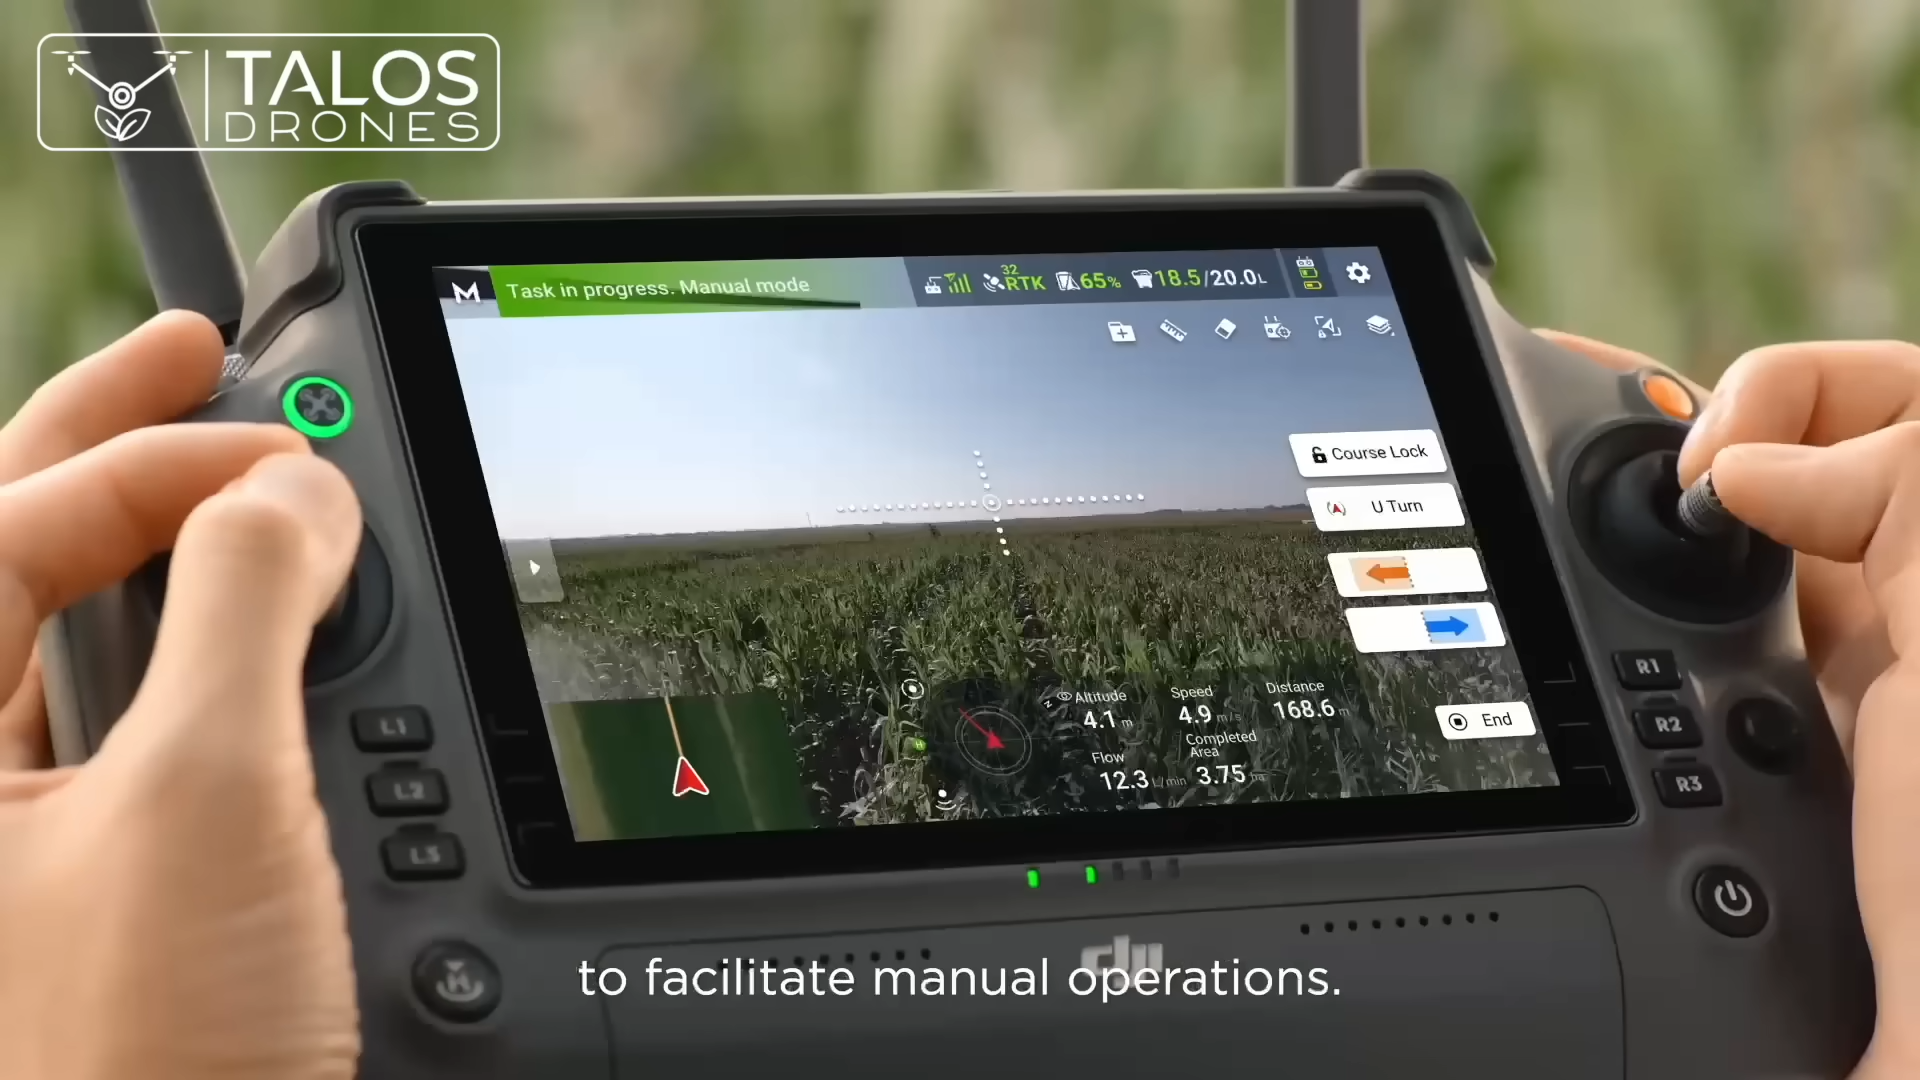 TALOS
DRONES
Task in progress. Manual mode
32
RTK
65%
18.5/20.0L
Course Lock
U Turn
Altitude
4.1 m
Speed
4.9 m/s
Distance
168.6 m
Flow
12.3 L/min
Completed
Area
3.75 ha
End
L1
L2
L3
R1
R2
R3
H
N
dji
to facilitate manual operations.